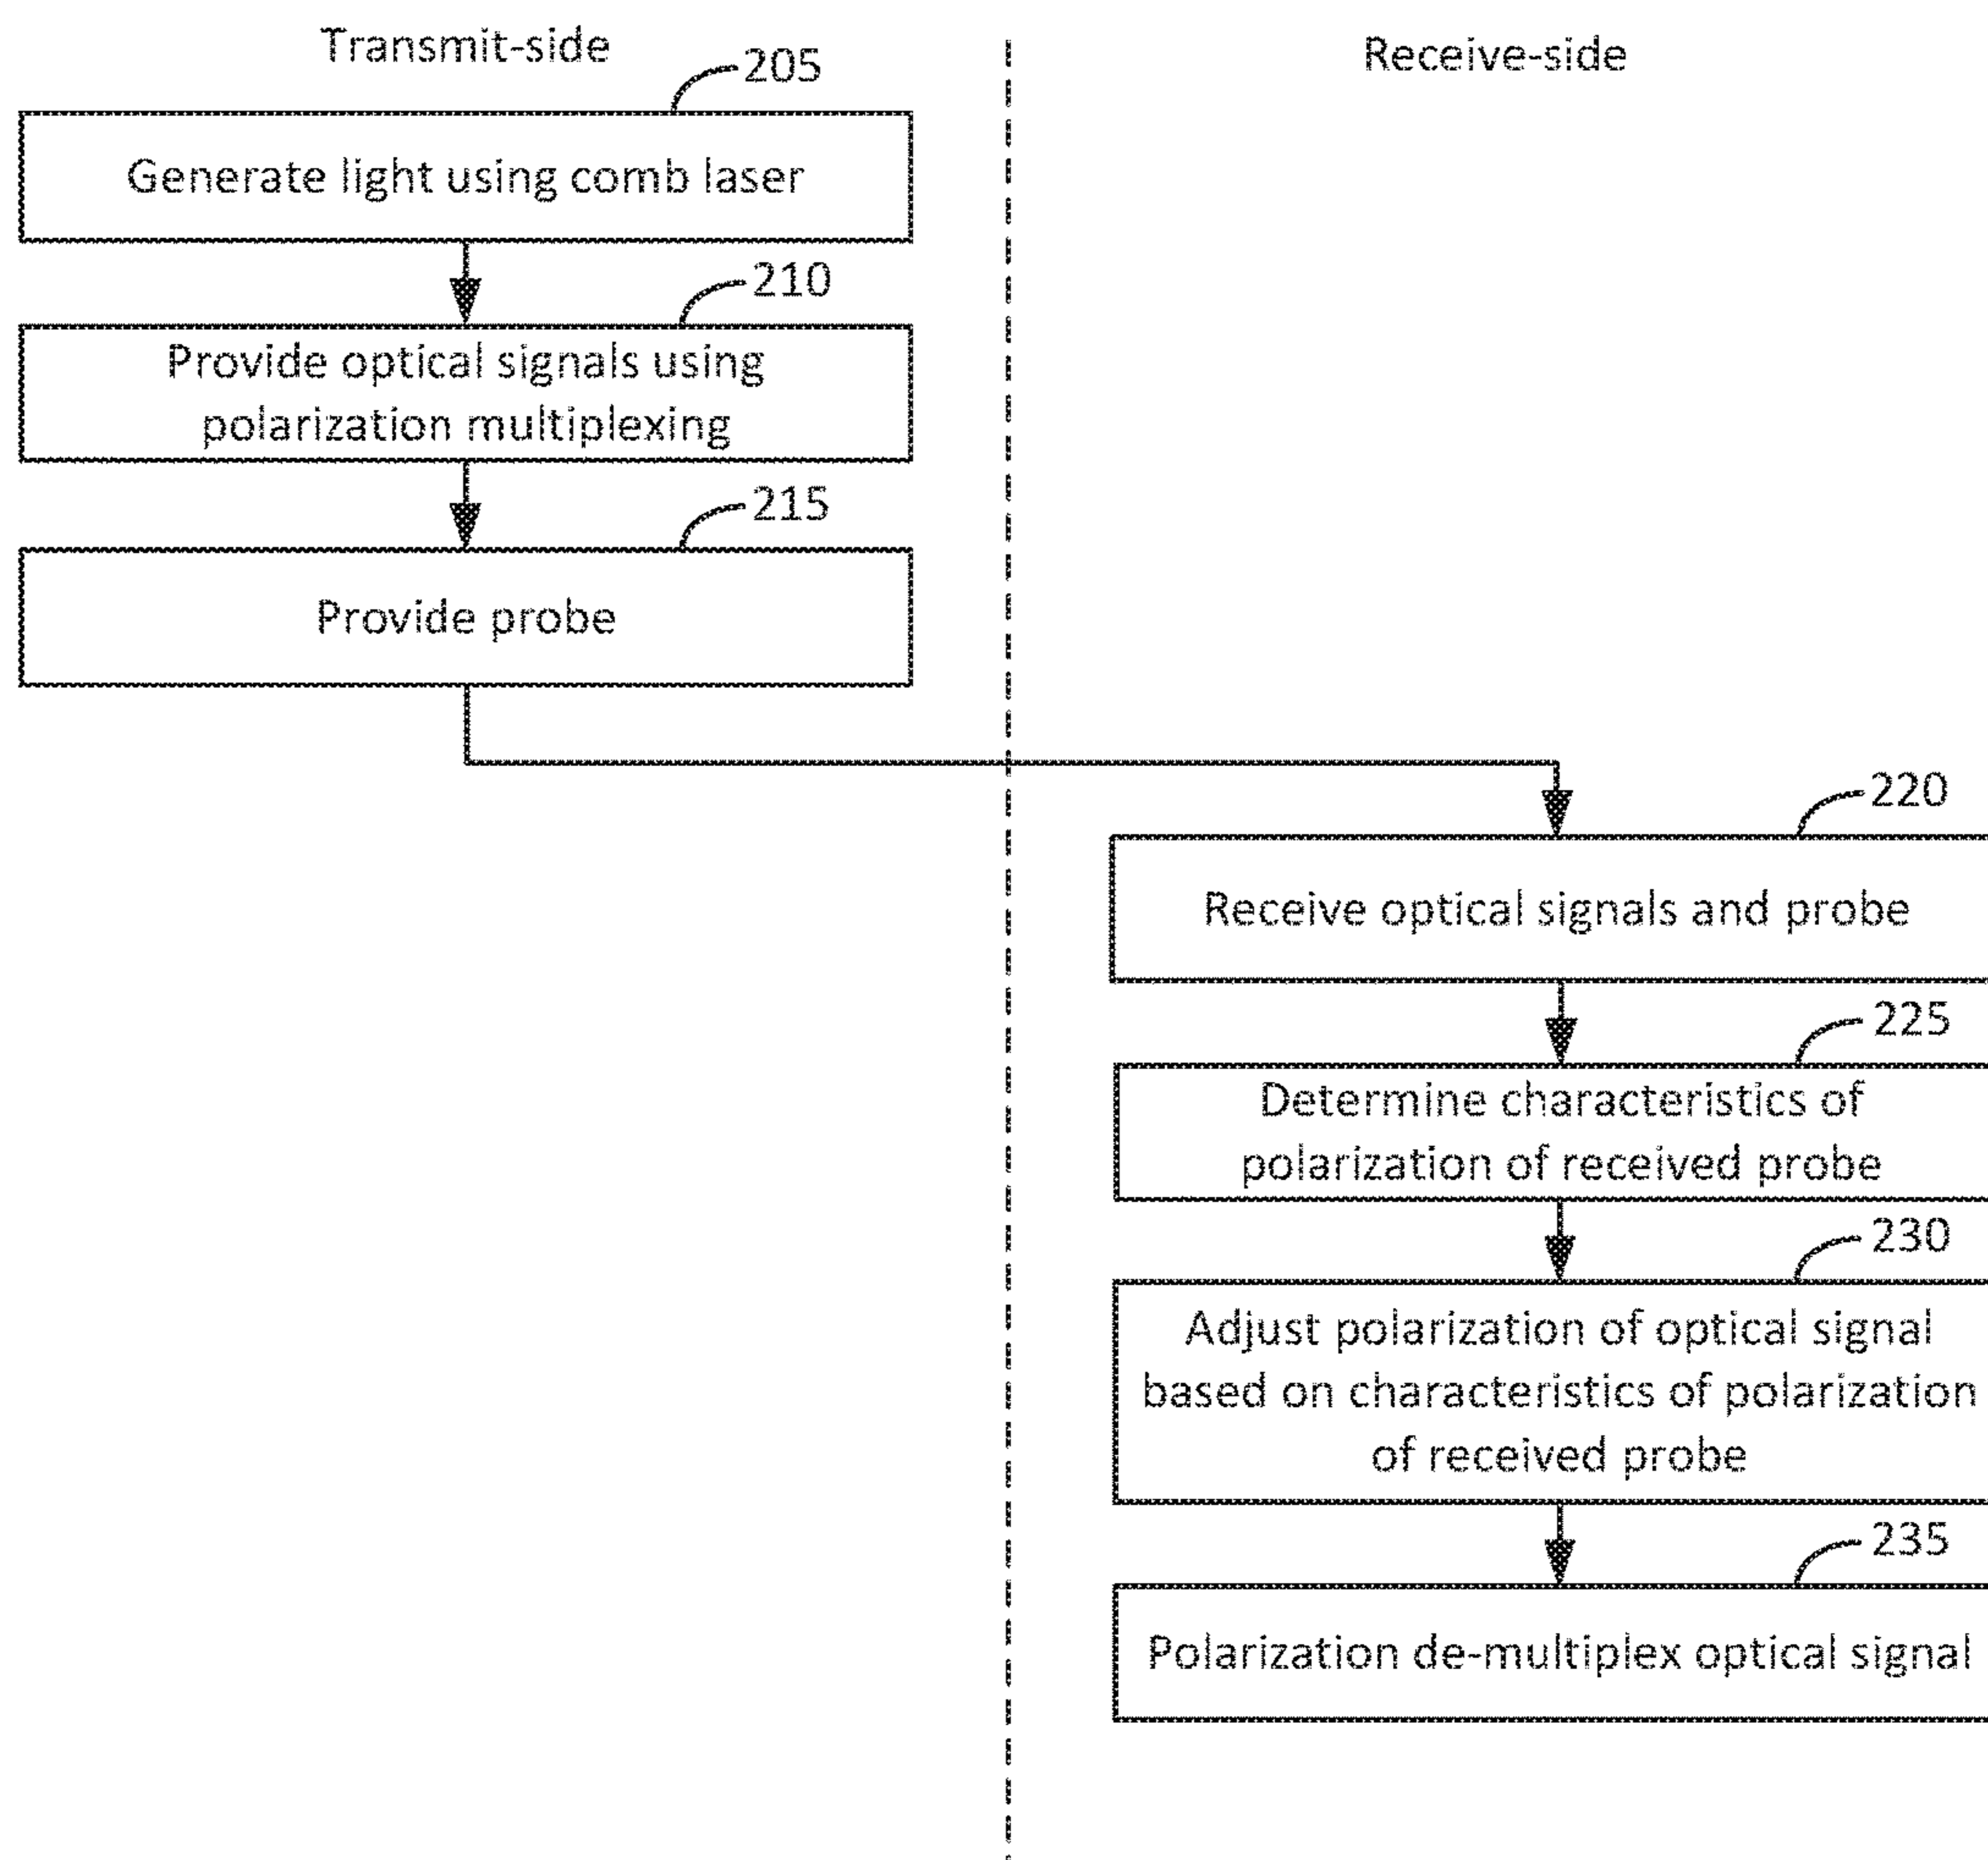 Transmit-side
205
Generate light using comb laser
210
Provide optical signals using
polarization multiplexing
215
Provide probe
Receive-side
220
Receive optical signals and probe
225
Determine characteristics of
polarization of received probe
230
Adjust polarization of optical signal
based on characteristics of polarization
of received probe
235
Polarization de-multiplex optical signal